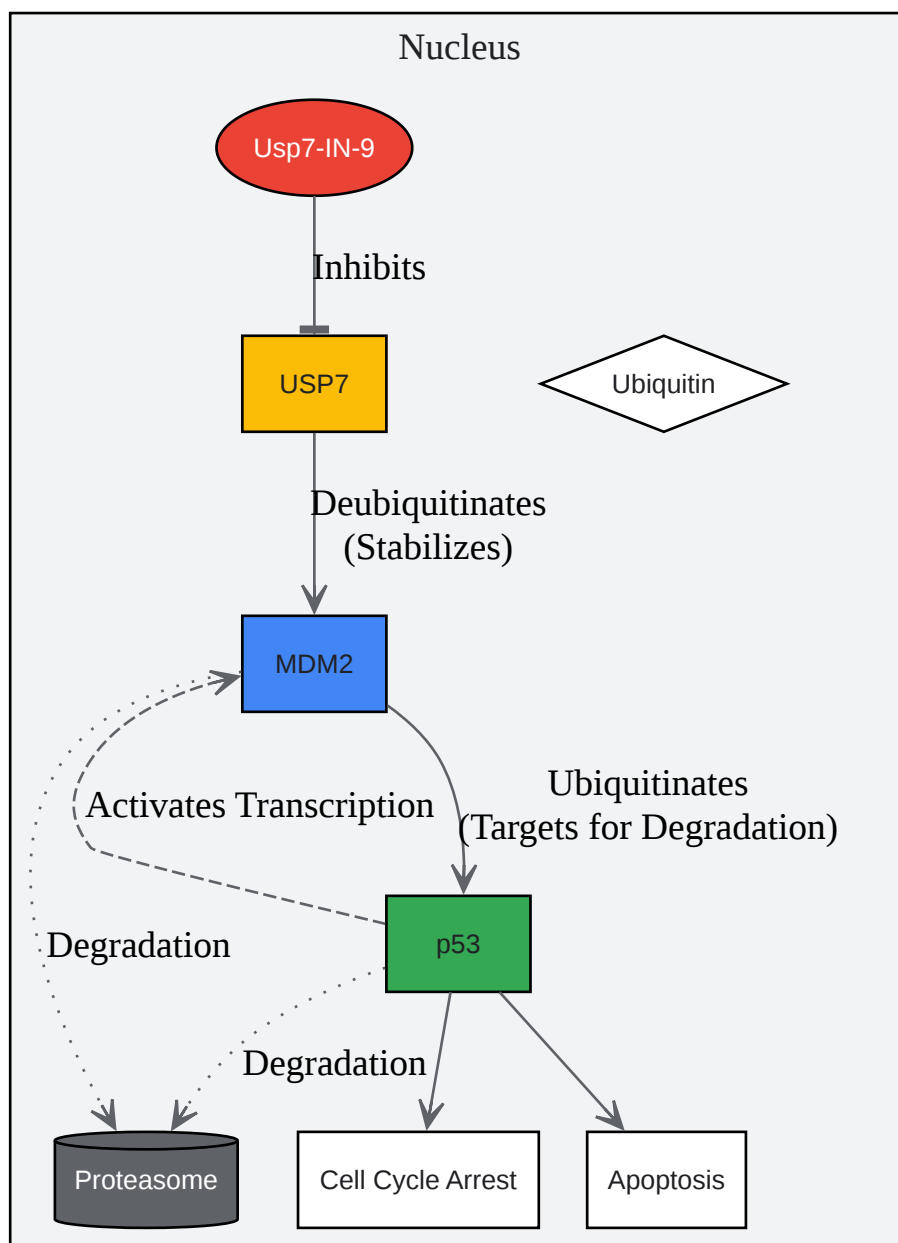 Nucleus
Usp7-IN-9
Inhibits
USP7
Ubiquitin
Deubiquitinates
(Stabilizes)
MDM2
Activates Transcription
Ubiquitinates
(Targets for Degradation)
p53
Degradation
Degradation
Proteasome
Cell Cycle Arrest
Apoptosis